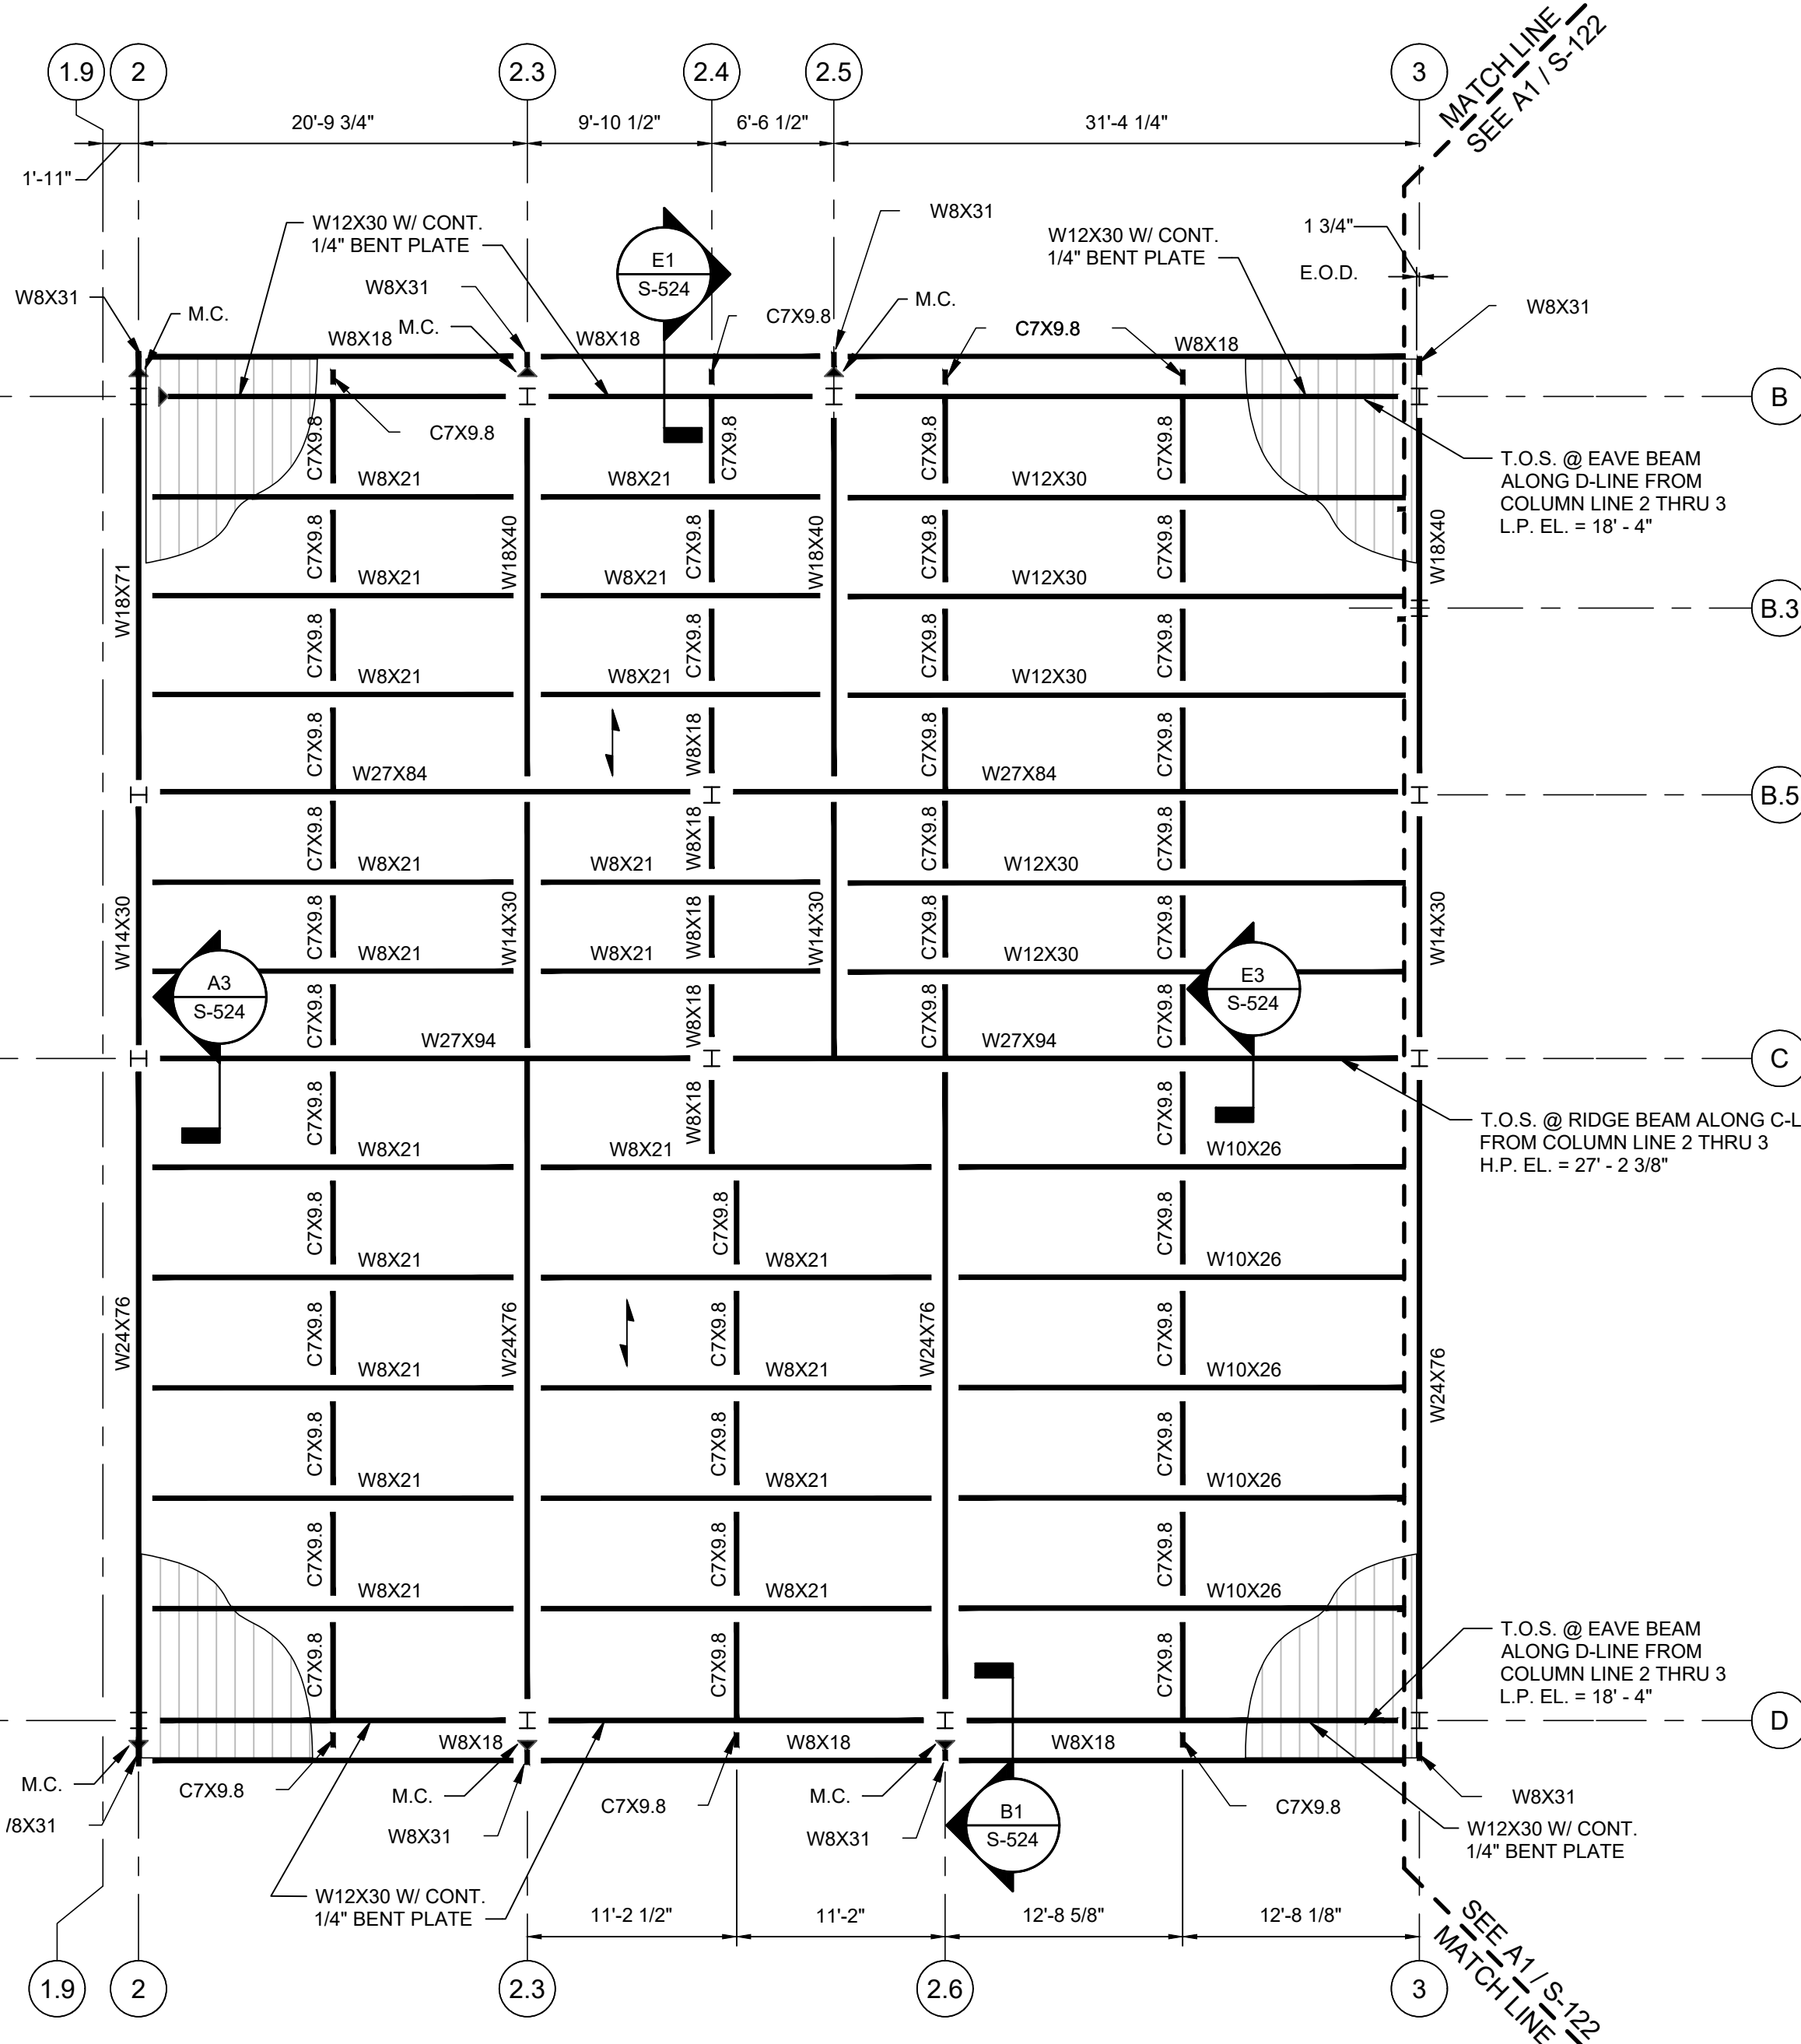 MATCH LINE
SEE A1 / S-122
1.9
2
2.3
2.4
2.5
3
20'-9 3/4"
9'-10 1/2"
6'-6 1/2"
31'-4 1/4"
1'-11"
W12X30 W/ CONT.
1/4" BENT PLATE
E1
S-524
W8X31
W12X30 W/ CONT.
1/4" BENT PLATE
1 3/4"
E.O.D.
W8X31
W8X31
M.C.
W8X18
M.C.
W8X18
C7X9.8
M.C.
C7X9.8
W8X18
W8X31
B
C7X9.8
C7X9.8
C7X9.8
C7X9.8
C7X9.8
C7X9.8
T.O.S. @ EAVE BEAM
ALONG D-LINE FROM
COLUMN LINE 2 THRU 3
L.P. EL. = 18' - 4"
W8X21
W8X21
W12X30
W18X71
C7X9.8
W18X40
C7X9.8
W18X40
C7X9.8
C7X9.8
W18X40
W8X21
W8X21
W12X30
B.3
C7X9.8
C7X9.8
C7X9.8
C7X9.8
W8X21
W8X21
W12X30
C7X9.8
W8X18
C7X9.8
C7X9.8
W27X84
W27X84
B.5
C7X9.8
W8X18
C7X9.8
C7X9.8
W8X21
W8X21
W12X30
W14X30
C7X9.8
W14X30
W8X18
W14X30
C7X9.8
C7X9.8
W14X30
W8X21
W8X21
W12X30
A3
S-524
E3
S-524
C7X9.8
W8X18
C7X9.8
C7X9.8
W27X94
W27X94
C
C7X9.8
W8X18
C7X9.8
T.O.S. @ RIDGE BEAM ALONG C-L
FROM COLUMN LINE 2 THRU 3
H.P. EL. = 27' - 2 3/8"
W8X21
W8X21
W10X26
C7X9.8
C7X9.8
C7X9.8
W8X21
W8X21
W10X26
W24X76
C7X9.8
W24X76
C7X9.8
W24X76
C7X9.8
W24X76
W8X21
W8X21
W10X26
C7X9.8
C7X9.8
C7X9.8
W8X21
W8X21
W10X26
C7X9.8
C7X9.8
C7X9.8
W8X21
W8X21
W10X26
C7X9.8
C7X9.8
C7X9.8
T.O.S. @ EAVE BEAM
ALONG D-LINE FROM
COLUMN LINE 2 THRU 3
L.P. EL. = 18' - 4"
D
W8X18
W8X18
W8X18
M.C.
C7X9.8
M.C.
C7X9.8
M.C.
C7X9.8
W8X31
/8X31
W8X31
W8X31
B1
S-524
W12X30 W/ CONT.
1/4" BENT PLATE
W12X30 W/ CONT.
1/4" BENT PLATE
11'-2 1/2"
11'-2"
12'-8 5/8"
12'-8 1/8"
SEE A1 / S-122
MATCH LINE
1.9
2
2.3
2.6
3